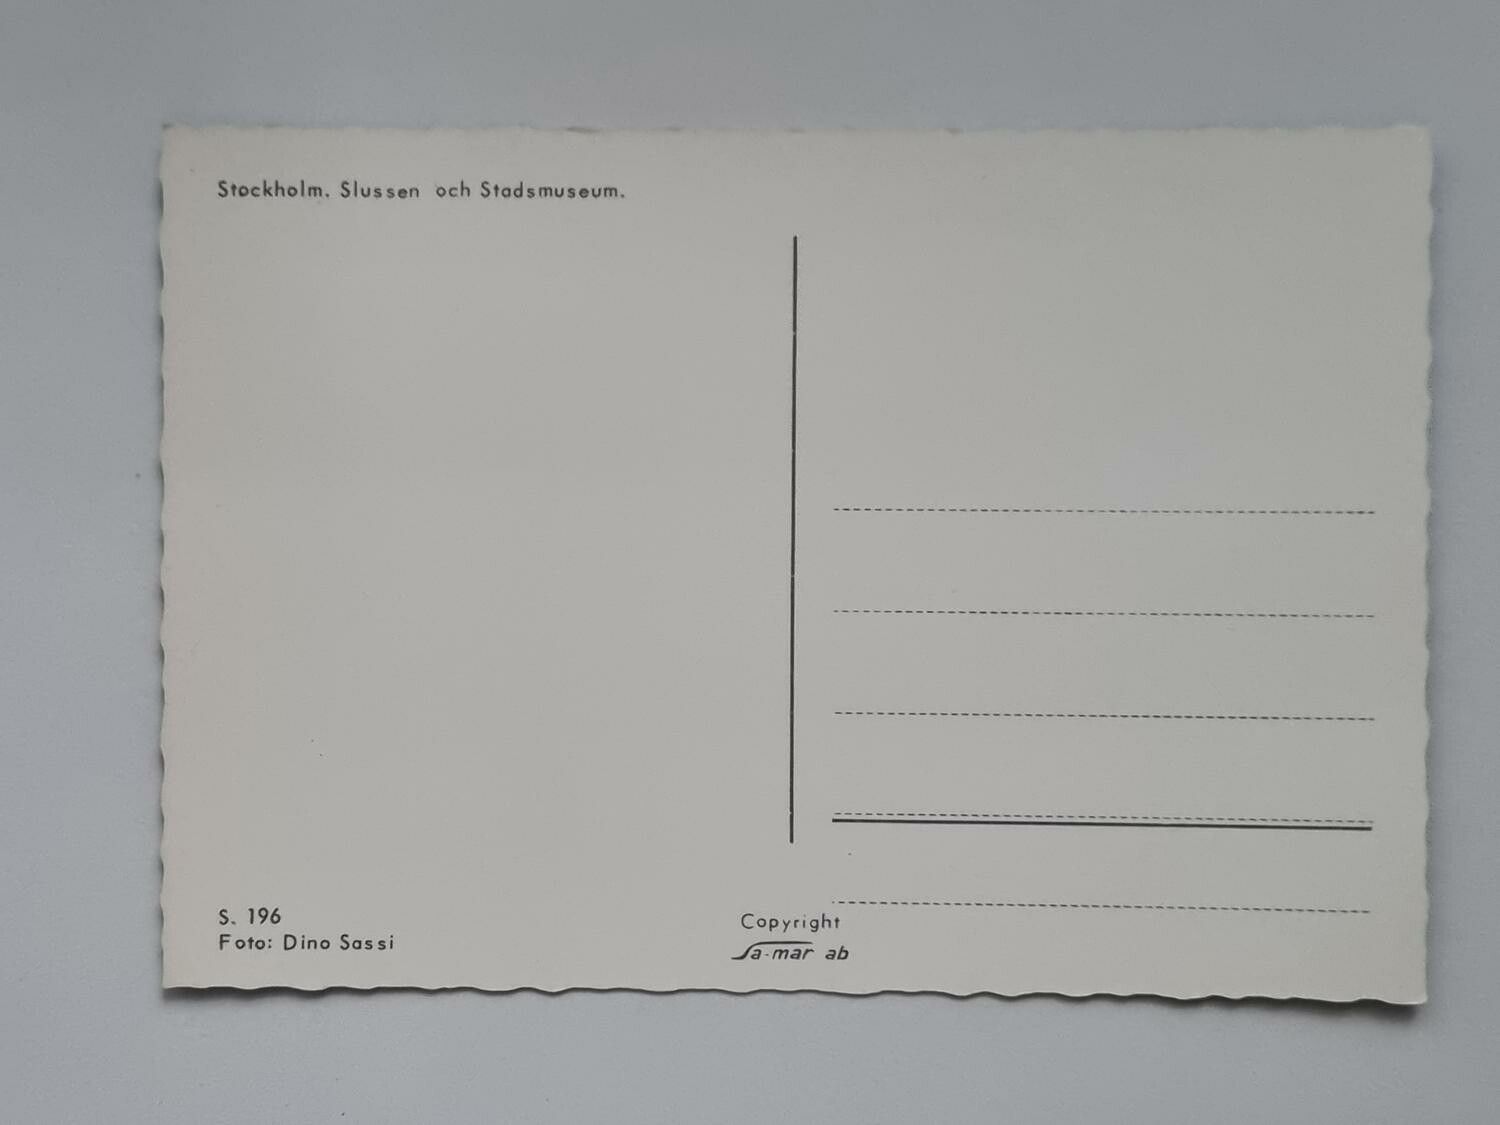 Stockholm. Slussen och Stadsmuseum.
S. 196
Foto: Dino Sassi
Copyright
Sa-mar ab